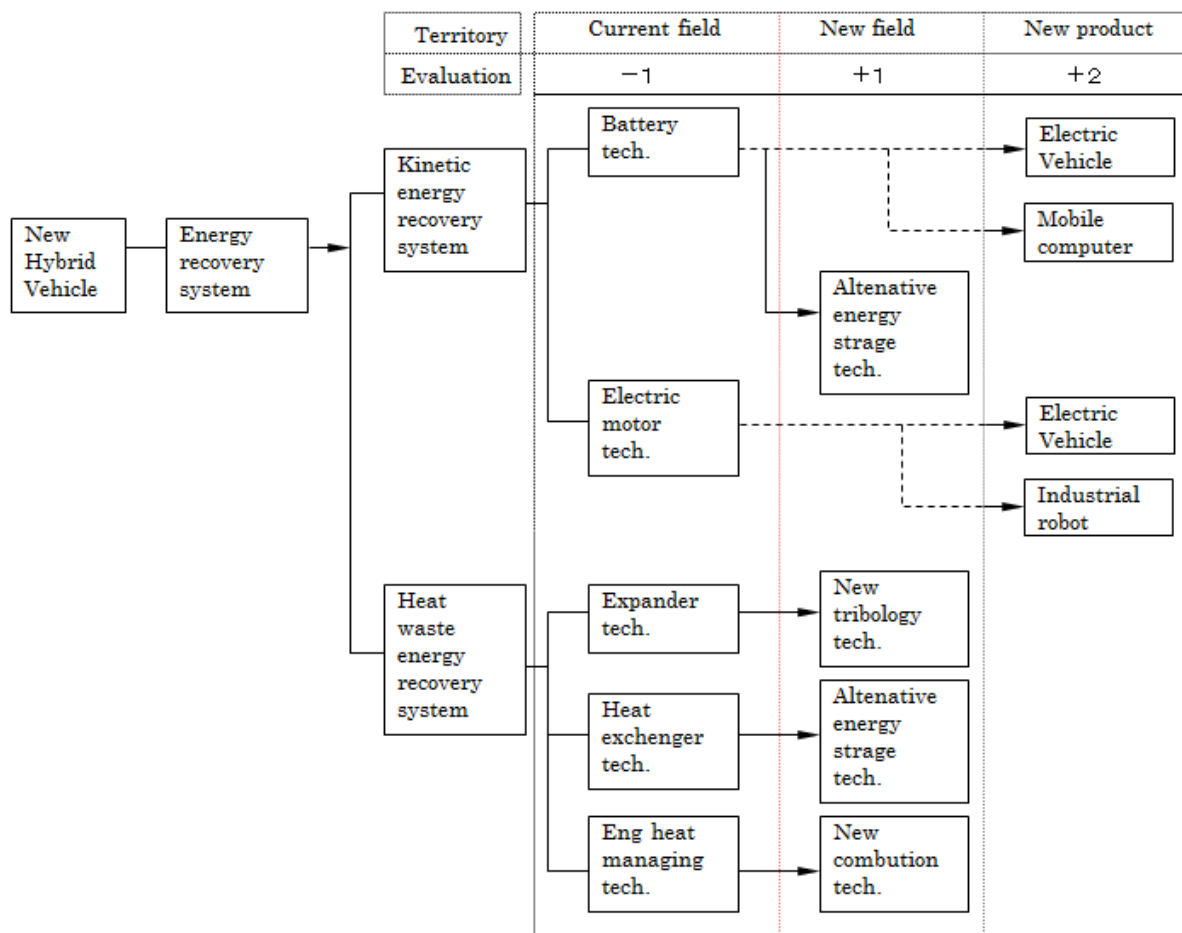 Territory
Current field
New field
New product
Evaluation
−1
+1
+2
New
Hybrid
Vehicle
Energy
recovery
system
Kinetic
energy
recovery
system
Battery
tech.
Electric
Vehicle
Mobile
computer
Altenative
energy
strage
tech.
Electric
motor
tech.
Electric
Vehicle
Industrial
robot
Heat
waste
energy
recovery
system
Expander
tech.
New
tribology
tech.
Heat
exchenger
tech.
Altenative
energy
strage
tech.
Eng heat
managing
tech.
New
combution
tech.